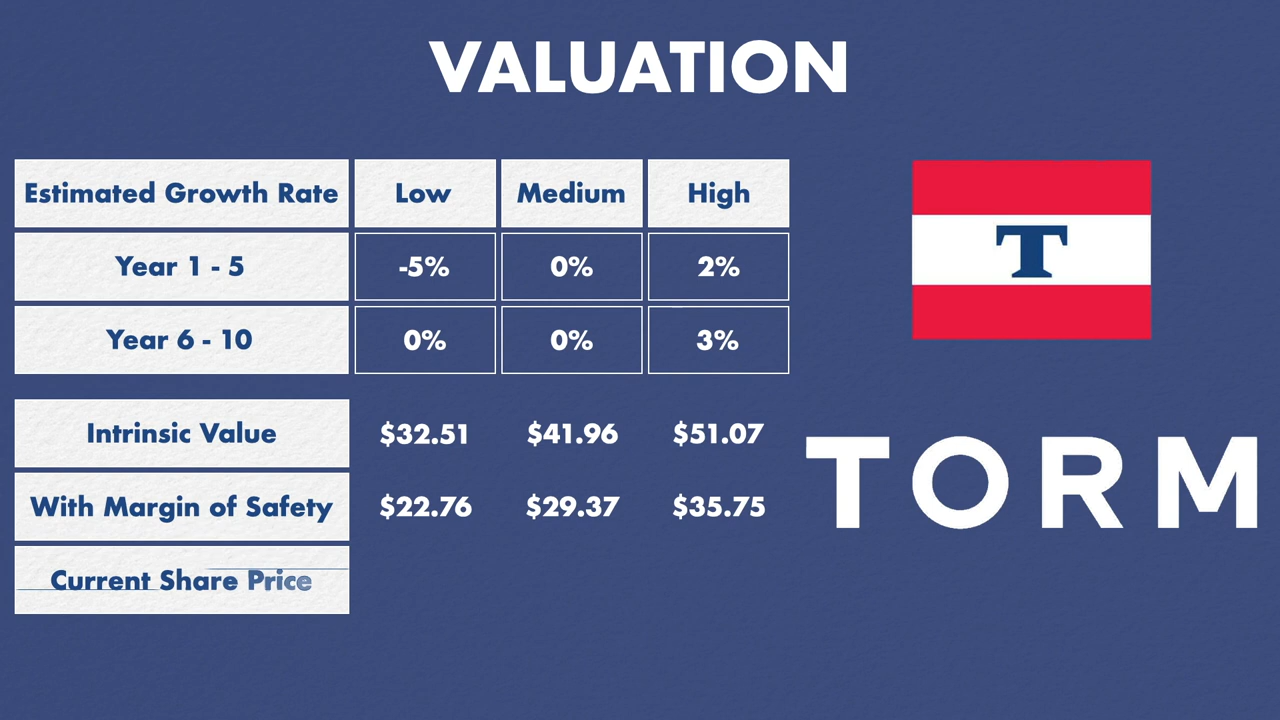 VALUATION
Estimated Growth Rate Low Medium High
Year 1 - 5 -5% 0% 2%
Year 6 - 10 0% 0% 3%
T
Intrinsic Value $32.51 $41.96 $51.07
TORM
With Margin of Safety $22.76 $29.37 $35.75
Current Share Price